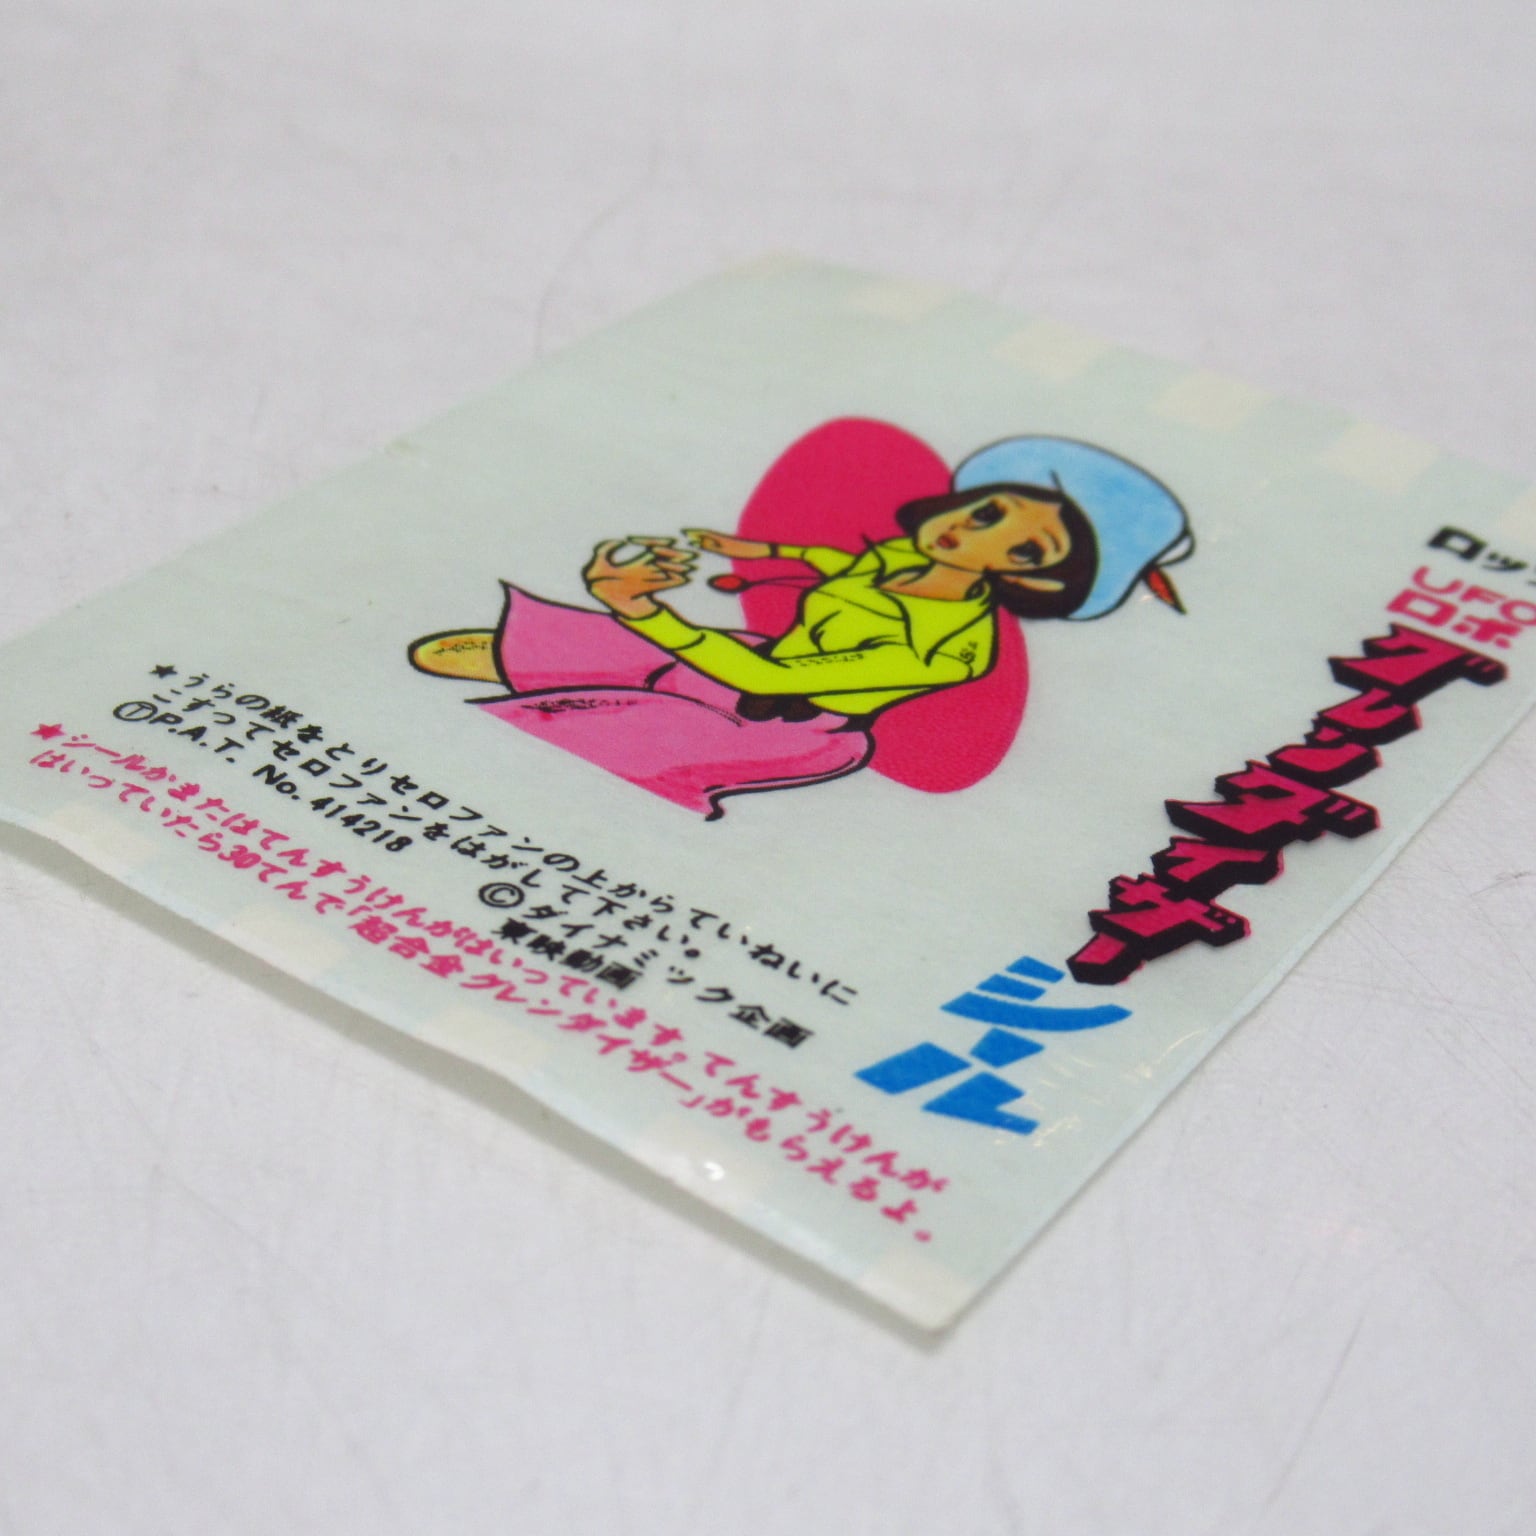 ロッ
UFO
ロボ
グレンダイザー
シール
★うらの紙をとりセロファンの上からていねいに
こすってセロファンをはがして下さい。
ⓉP.A.T. No. 414218
©ダイナミック企画
東映動画
★シールかまたはてんすうけんがはいっています。てんすうけんが
はいっていたら30てんで「超合金グレンダイザー」がもらえるよ。